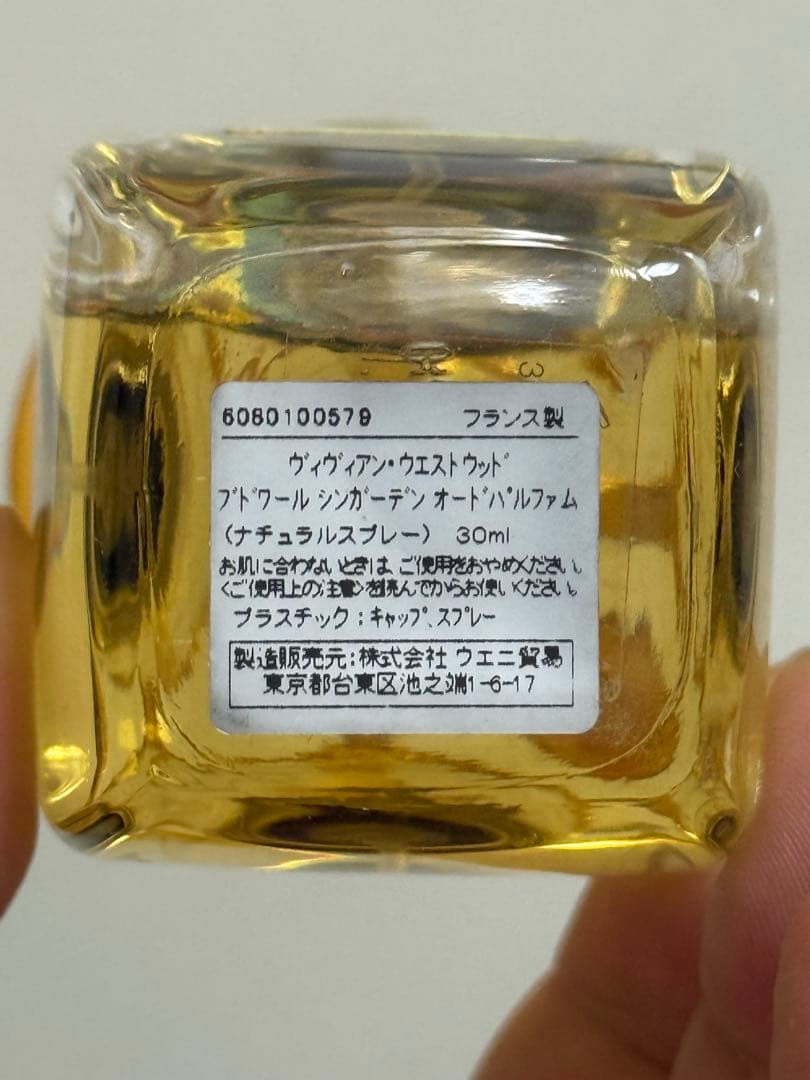 6080100579 フランス製
ヴィヴィアン・ウエストウッド
ブドワール シンガーデン オードパルファム
(ナチュラルスプレー) 30ml
お肌に合わないときは、ご使用をおやめください。
<ご使用上の注意>を読んでからお使いください。
プラスチック:キャップ、スプレー
製造販売元:株式会社 ウエニ貿易
東京都台東区池之端1-6-17